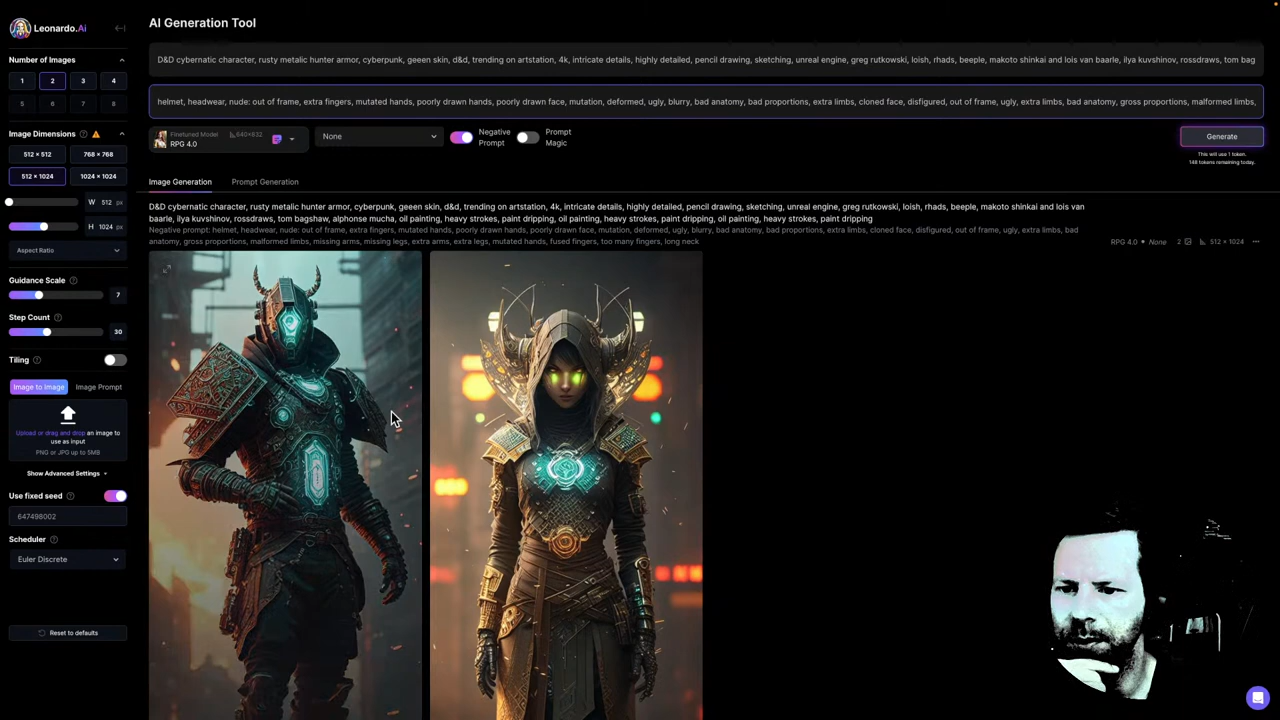 Leonardo.Ai
AI Generation Tool
Number of Images
1 2 3 4
5 6 7 8
D&D cybernatic character, rusty metalic hunter armor, cyberpunk, geeen skin, d&d, trending on artstation, 4k, intricate details, highly detailed, pencil drawing, sketching, unreal engine, greg rutkowski, loish, rhads, beeple, makoto shinkai and lois van baarle, ilya kuvshinov, rossdraws, tom bag
helmet, headwear, nude: out of frame, extra fingers, mutated hands, poorly drawn hands, poorly drawn face, mutation, deformed, ugly, blurry, bad anatomy, bad proportions, extra limbs, cloned face, disfigured, out of frame, ugly, extra limbs, bad anatomy, gross proportions, malformed limbs,
Image Dimensions
512 × 512 768 × 768
512 × 1024 1024 × 1024
W 512 px
H 1024 px
Aspect Ratio
Guidance Scale
7
Step Count
30
Tiling
Image to Image Image Prompt
Upload or drag and drop an image to
use as input
PNG or JPG up to 5MB
Show Advanced Settings
Use fixed seed
647498002
Scheduler
Euler Discrete
Reset to defaults
Finetuned Model 640×832
RPG 4.0
None
Negative
Prompt
Prompt
Magic
Generate
This will use 1 token.
148 tokens remaining today.
Image Generation Prompt Generation
D&D cybernatic character, rusty metalic hunter armor, cyberpunk, geeen skin, d&d, trending on artstation, 4k, intricate details, highly detailed, pencil drawing, sketching, unreal engine, greg rutkowski, loish, rhads, beeple, makoto shinkai and lois van
baarle, ilya kuvshinov, rossdraws, tom bagshaw, alphonse mucha, oil painting, heavy strokes, paint dripping, oil painting, heavy strokes, paint dripping, oil painting, heavy strokes, paint dripping
Negative prompt: helmet, headwear, nude: out of frame, extra fingers, mutated hands, poorly drawn hands, poorly drawn face, mutation, deformed, ugly, blurry, bad anatomy, bad proportions, extra limbs, cloned face, disfigured, out of frame, ugly, extra limbs, bad
anatomy, gross proportions, malformed limbs, missing arms, missing legs, extra arms, extra legs, mutated hands, fused fingers, too many fingers, long neck
RPG 4.0 None 2 512 × 1024